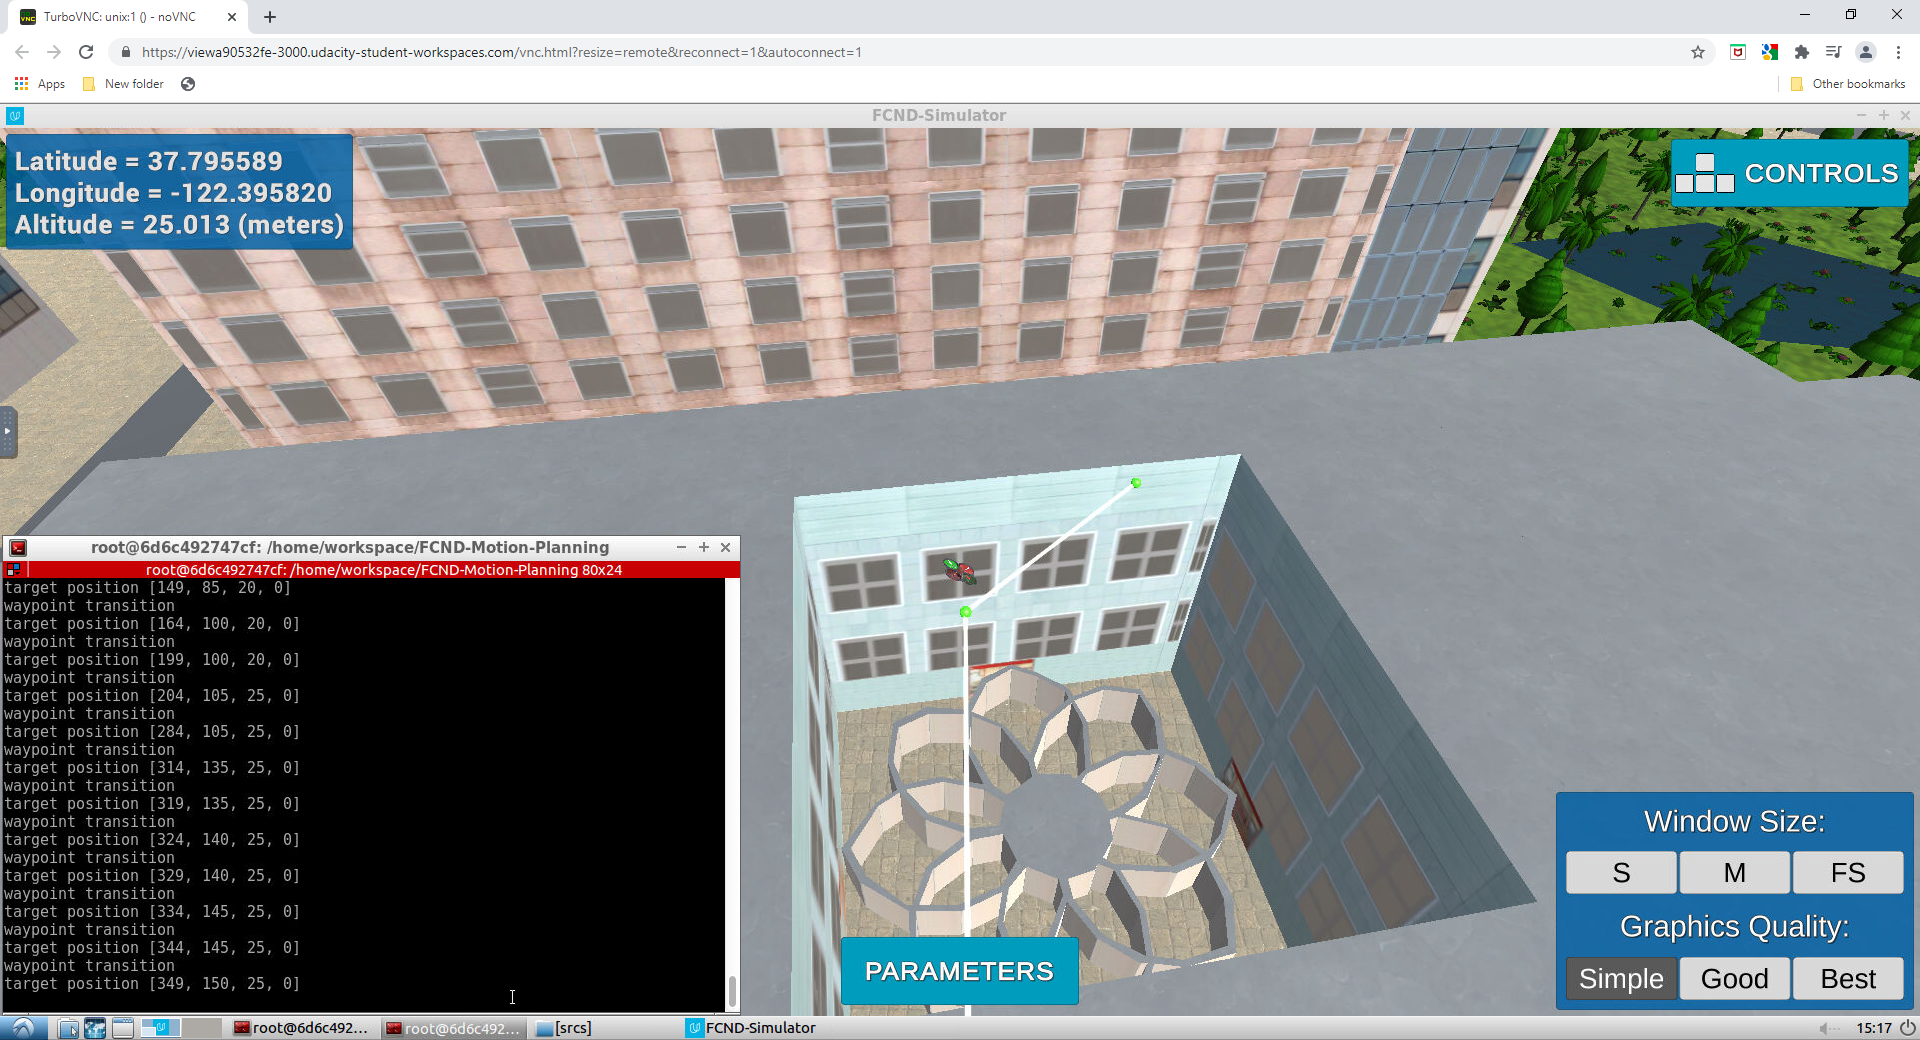 TurboVNC: unix:1 () - noVNC
https://viewa90532fe-3000.udacity-student-workspaces.com/vnc.html?resize=remote&reconnect=1&autoconnect=1
Apps
New folder
Other bookmarks
FCND-Simulator
Latitude = 37.795589
Longitude = -122.395820
Altitude = 25.013 (meters)
CONTROLS
root@6d6c492747cf: /home/workspace/FCND-Motion-Planning
root@6d6c492747cf: /home/workspace/FCND-Motion-Planning 80x24
target position [149, 85, 20, 0]
waypoint transition
target position [164, 100, 20, 0]
waypoint transition
target position [199, 100, 20, 0]
waypoint transition
target position [204, 105, 25, 0]
waypoint transition
target position [284, 105, 25, 0]
waypoint transition
target position [314, 135, 25, 0]
waypoint transition
target position [319, 135, 25, 0]
waypoint transition
target position [324, 140, 25, 0]
waypoint transition
target position [329, 140, 25, 0]
waypoint transition
target position [334, 145, 25, 0]
waypoint transition
target position [344, 145, 25, 0]
waypoint transition
target position [349, 150, 25, 0]
PARAMETERS
Window Size:
S M FS
Graphics Quality:
Simple Good Best
root@6d6c492... root@6d6c492... [srcs] FCND-Simulator 15:17